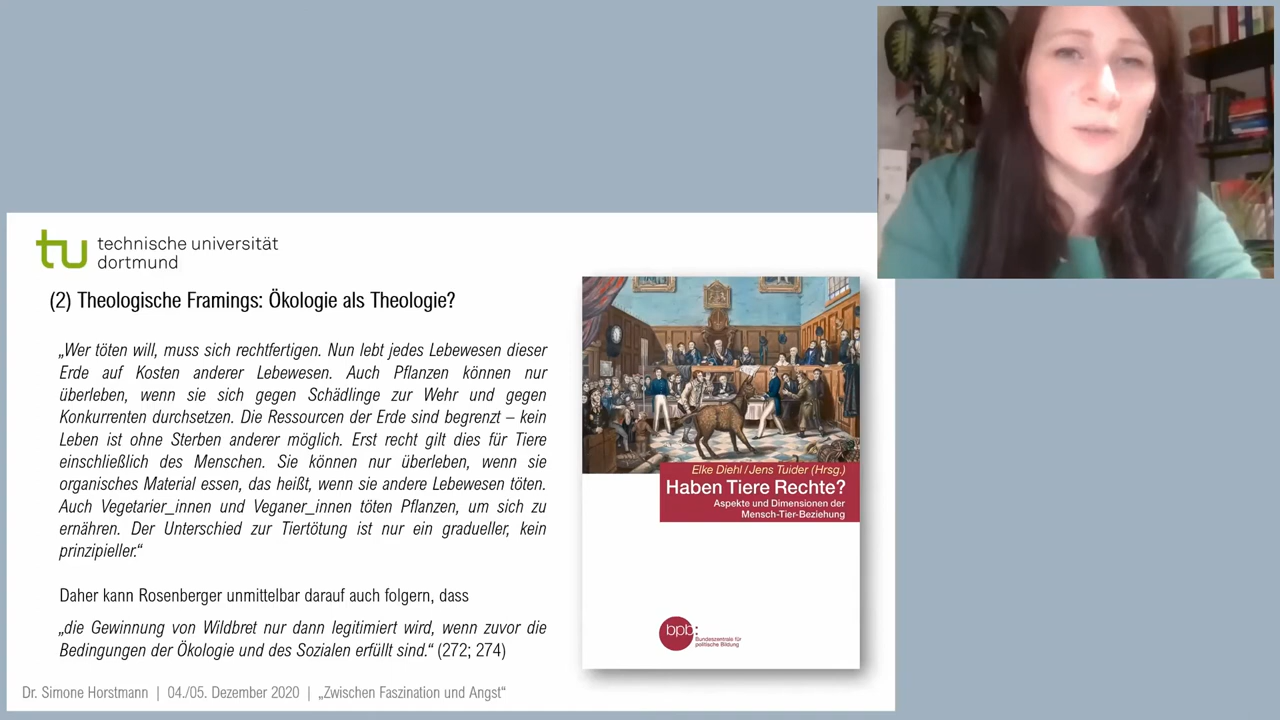 tu technische universität
dortmund
(2) Theologische Framings: Ökologie als Theologie?
„Wer töten will, muss sich rechtfertigen. Nun lebt jedes Lebewesen dieser
Erde auf Kosten anderer Lebewesen. Auch Pflanzen können nur
überleben, wenn sie sich gegen Schädlinge zur Wehr und gegen
Konkurrenten durchsetzen. Die Ressourcen der Erde sind begrenzt – kein
Leben ist ohne Sterben anderer möglich. Erst recht gilt dies für Tiere
einschließlich des Menschen. Sie können nur überleben, wenn sie
organisches Material essen, das heißt, wenn sie andere Lebewesen töten.
Auch Vegetarier_innen und Veganer_innen töten Pflanzen, um sich zu
ernähren. Der Unterschied zur Tiertötung ist nur ein gradueller, kein
prinzipieller.“
Daher kann Rosenberger unmittelbar darauf auch folgern, dass
„die Gewinnung von Wildbret nur dann legitimiert wird, wenn zuvor die
Bedingungen der Ökologie und des Sozialen erfüllt sind.“ (272; 274)
Elke Diehl / Jens Tuider (Hrsg.)
Haben Tiere Rechte?
Aspekte und Dimensionen der
Mensch-Tier-Beziehung
bpb:
Bundeszentrale für
politische Bildung
Dr. Simone Horstmann | 04./05. Dezember 2020 | „Zwischen Faszination und Angst“